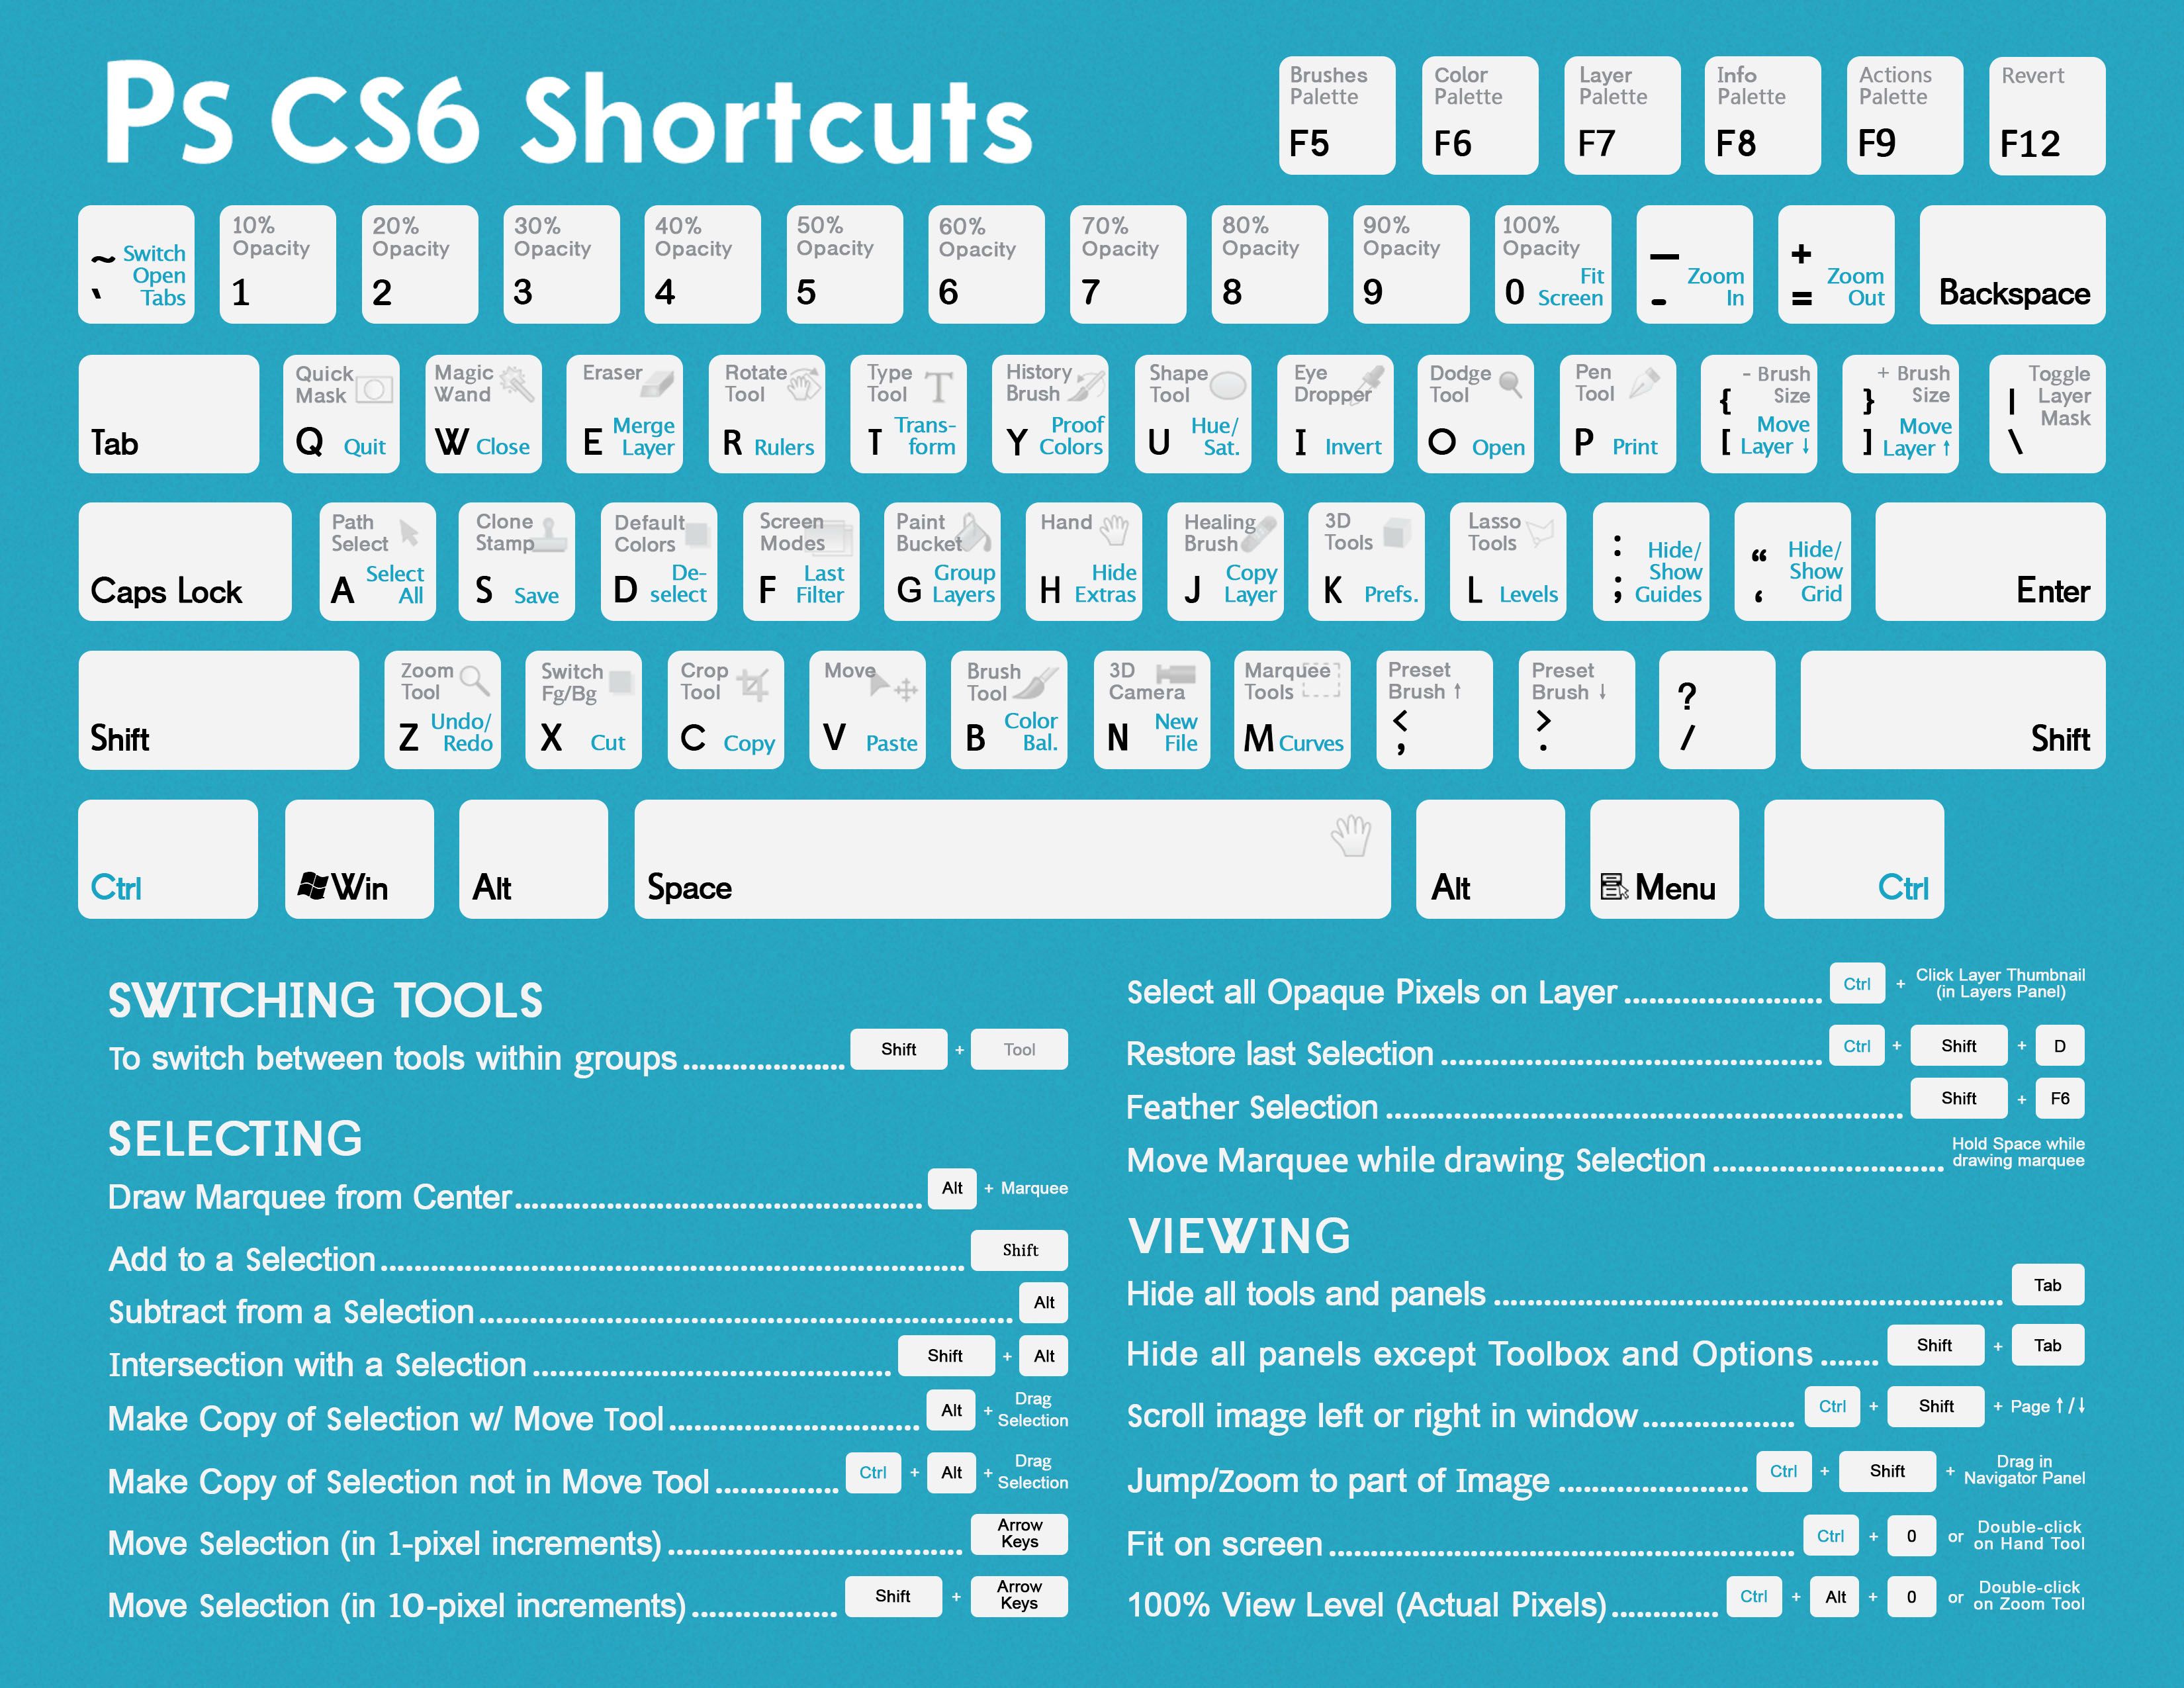 Ps CS6 Shortcuts
Brushes
Palette
F5
Color
Palette
F6
Layer
Palette
F7
Info
Palette
F8
Actions
Palette
F9
Revert
F12
~ Switch
Open
` Tabs
10%
Opacity
1
20%
Opacity
2
30%
Opacity
3
40%
Opacity
4
50%
Opacity
5
60%
Opacity
6
70%
Opacity
7
80%
Opacity
8
90%
Opacity
9
100%
Opacity
Fit
0 Screen
—
Zoom
- In
+
Zoom
= Out
Backspace
Tab
Quick
Mask
Q Quit
Magic
Wand
W Close
Eraser
Merge
E Layer
Rotate
Tool
R Rulers
Type
Tool
Trans-
T form
History
Brush
Proof
Y Colors
Shape
Tool
Hue/
U Sat.
Eye
Dropper
I Invert
Dodge
Tool
O Open
Pen
Tool
P Print
- Brush
{ Size
Move
[ Layer ↓
+ Brush
} Size
Move
] Layer ↑
Toggle
| Layer
Mask
\
Caps Lock
Path
Select
Select
A All
Clone
Stamp
S Save
Default
Colors
De-
D select
Screen
Modes
Last
F Filter
Paint
Bucket
Group
G Layers
Hand
Hide
H Extras
Healing
Brush
Copy
J Layer
3D
Tools
K Prefs.
Lasso
Tools
L Levels
: Hide/
Show
; Guides
“ Hide/
Show
‘ Grid
Enter
Shift
Zoom
Tool
Undo/
Z Redo
Switch
Fg/Bg
X Cut
Crop
Tool
C Copy
Move
V Paste
Brush
Tool
Color
B Bal.
3D
Camera
New
N File
Marquee
Tools
M Curves
Preset
Brush ↑
<
,
Preset
Brush ↓
>
.
?
/
Shift
Ctrl
Win
Alt
Space
Alt
Menu
Ctrl
SWITCHING TOOLS
To switch between tools within groups.................... Shift + Tool
SELECTING
Draw Marquee from Center.................... Alt + Marquee
Add to a Selection.................... Shift
Subtract from a Selection.................... Alt
Intersection with a Selection.................... Shift + Alt
Make Copy of Selection w/ Move Tool.................... Alt + Drag
Selection
Make Copy of Selection not in Move Tool............... Ctrl + Alt + Drag
Selection
Move Selection (in 1-pixel increments).................... Arrow
Keys
Move Selection (in 10-pixel increments)................. Shift + Arrow
Keys
Select all Opaque Pixels on Layer.................... Ctrl + Click Layer Thumbnail
(in Layers Panel)
Restore last Selection.................... Ctrl + Shift + D
Feather Selection.................... Shift + F6
Move Marquee while drawing Selection.................... Hold Space while
drawing marquee
VIEWING
Hide all tools and panels.................... Tab
Hide all panels except Toolbox and Options....... Shift + Tab
Scroll image left or right in window.................. Ctrl + Shift + Page ↑/↓
Jump/Zoom to part of Image.................... Ctrl + Shift + Drag in
Navigator Panel
Fit on screen.................... Ctrl + 0 or Double-click
on Hand Tool
100% View Level (Actual Pixels)............. Ctrl + Alt + 0 or Double-click
on Zoom Tool